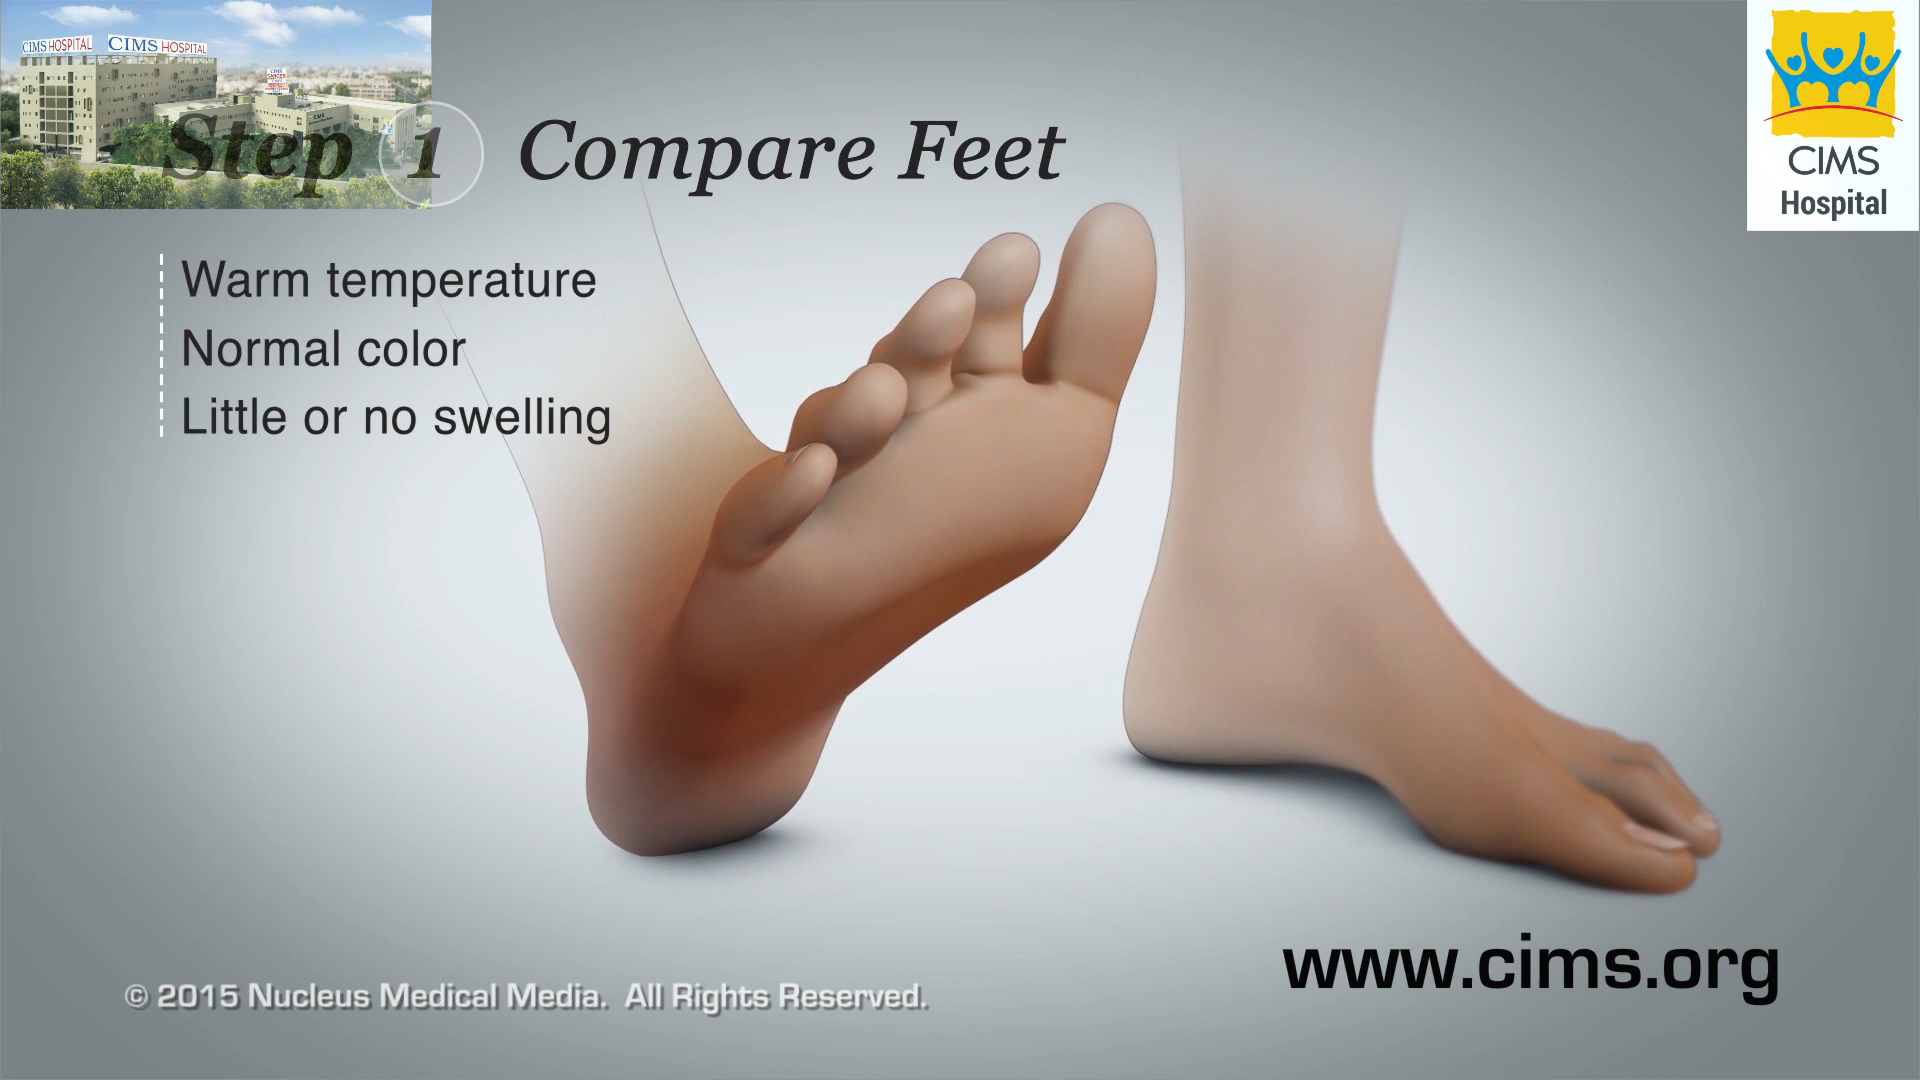 CIMS HOSPITAL CIMS HOSPITAL
Step 1 Compare Feet
Warm temperature
Normal color
Little or no swelling
CIMS
Hospital
www.cims.org
© 2015 Nucleus Medical Media. All Rights Reserved.